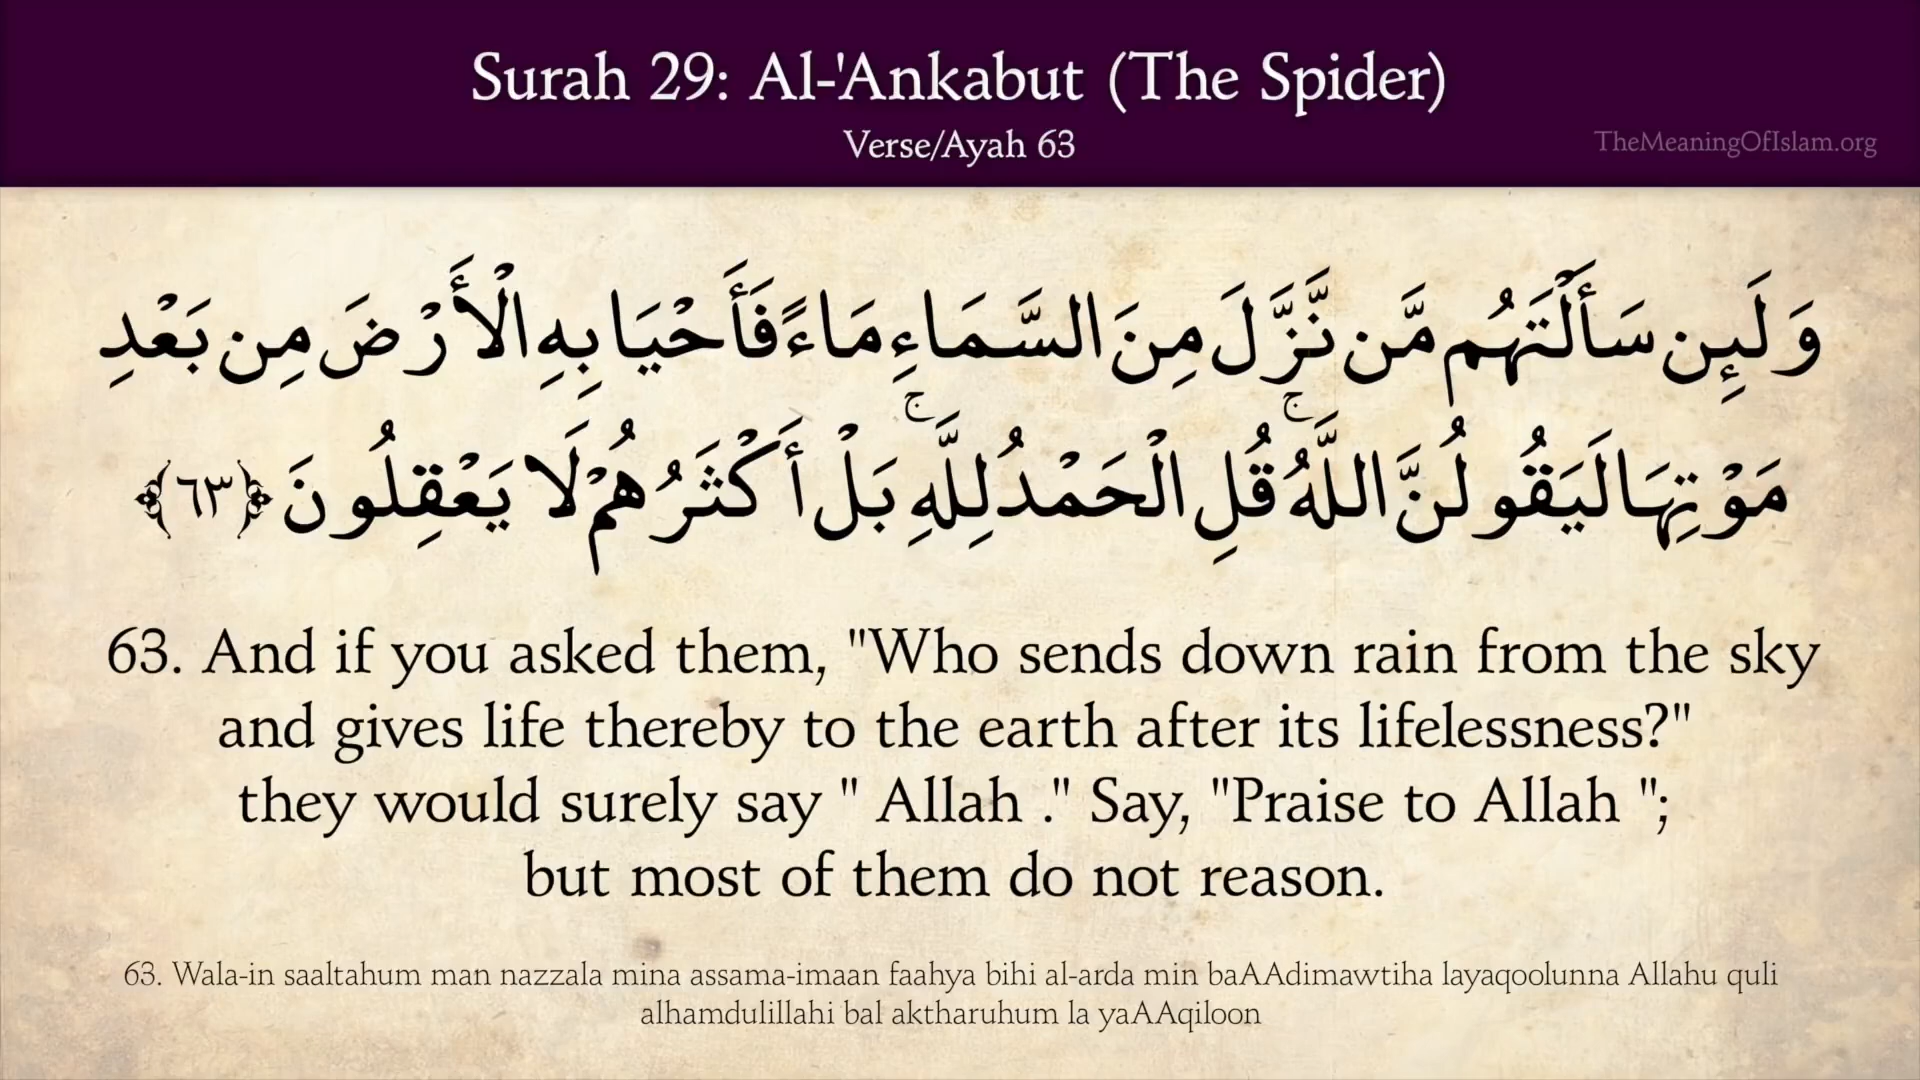 Surah 29: Al-'Ankabut (The Spider)
Verse/Ayah 63
TheMeaningOfIslam.org
وَلَئِن سَأَلْتَهُم مَّن نَّزَّلَ مِنَ السَّمَاءِ مَاءً فَأَحْيَا بِهِ الْأَرْضَ مِن بَعْدِ
مَوْتِهَا لَيَقُولُنَّ اللَّهُ ۚ قُلِ الْحَمْدُ لِلَّهِ ۚ بَلْ أَكْثَرُهُمْ لَا يَعْقِلُونَ ﴿٦٣﴾
63. And if you asked them, "Who sends down rain from the sky
and gives life thereby to the earth after its lifelessness?"
they would surely say " Allah ." Say, "Praise to Allah ";
but most of them do not reason.
63. Wala-in saaltahum man nazzala mina assama-imaan faahya bihi al-arda min baAAdimawtiha layaqoolunna Allahu quli
alhamdulillahi bal aktharuhum la yaAAqiloon